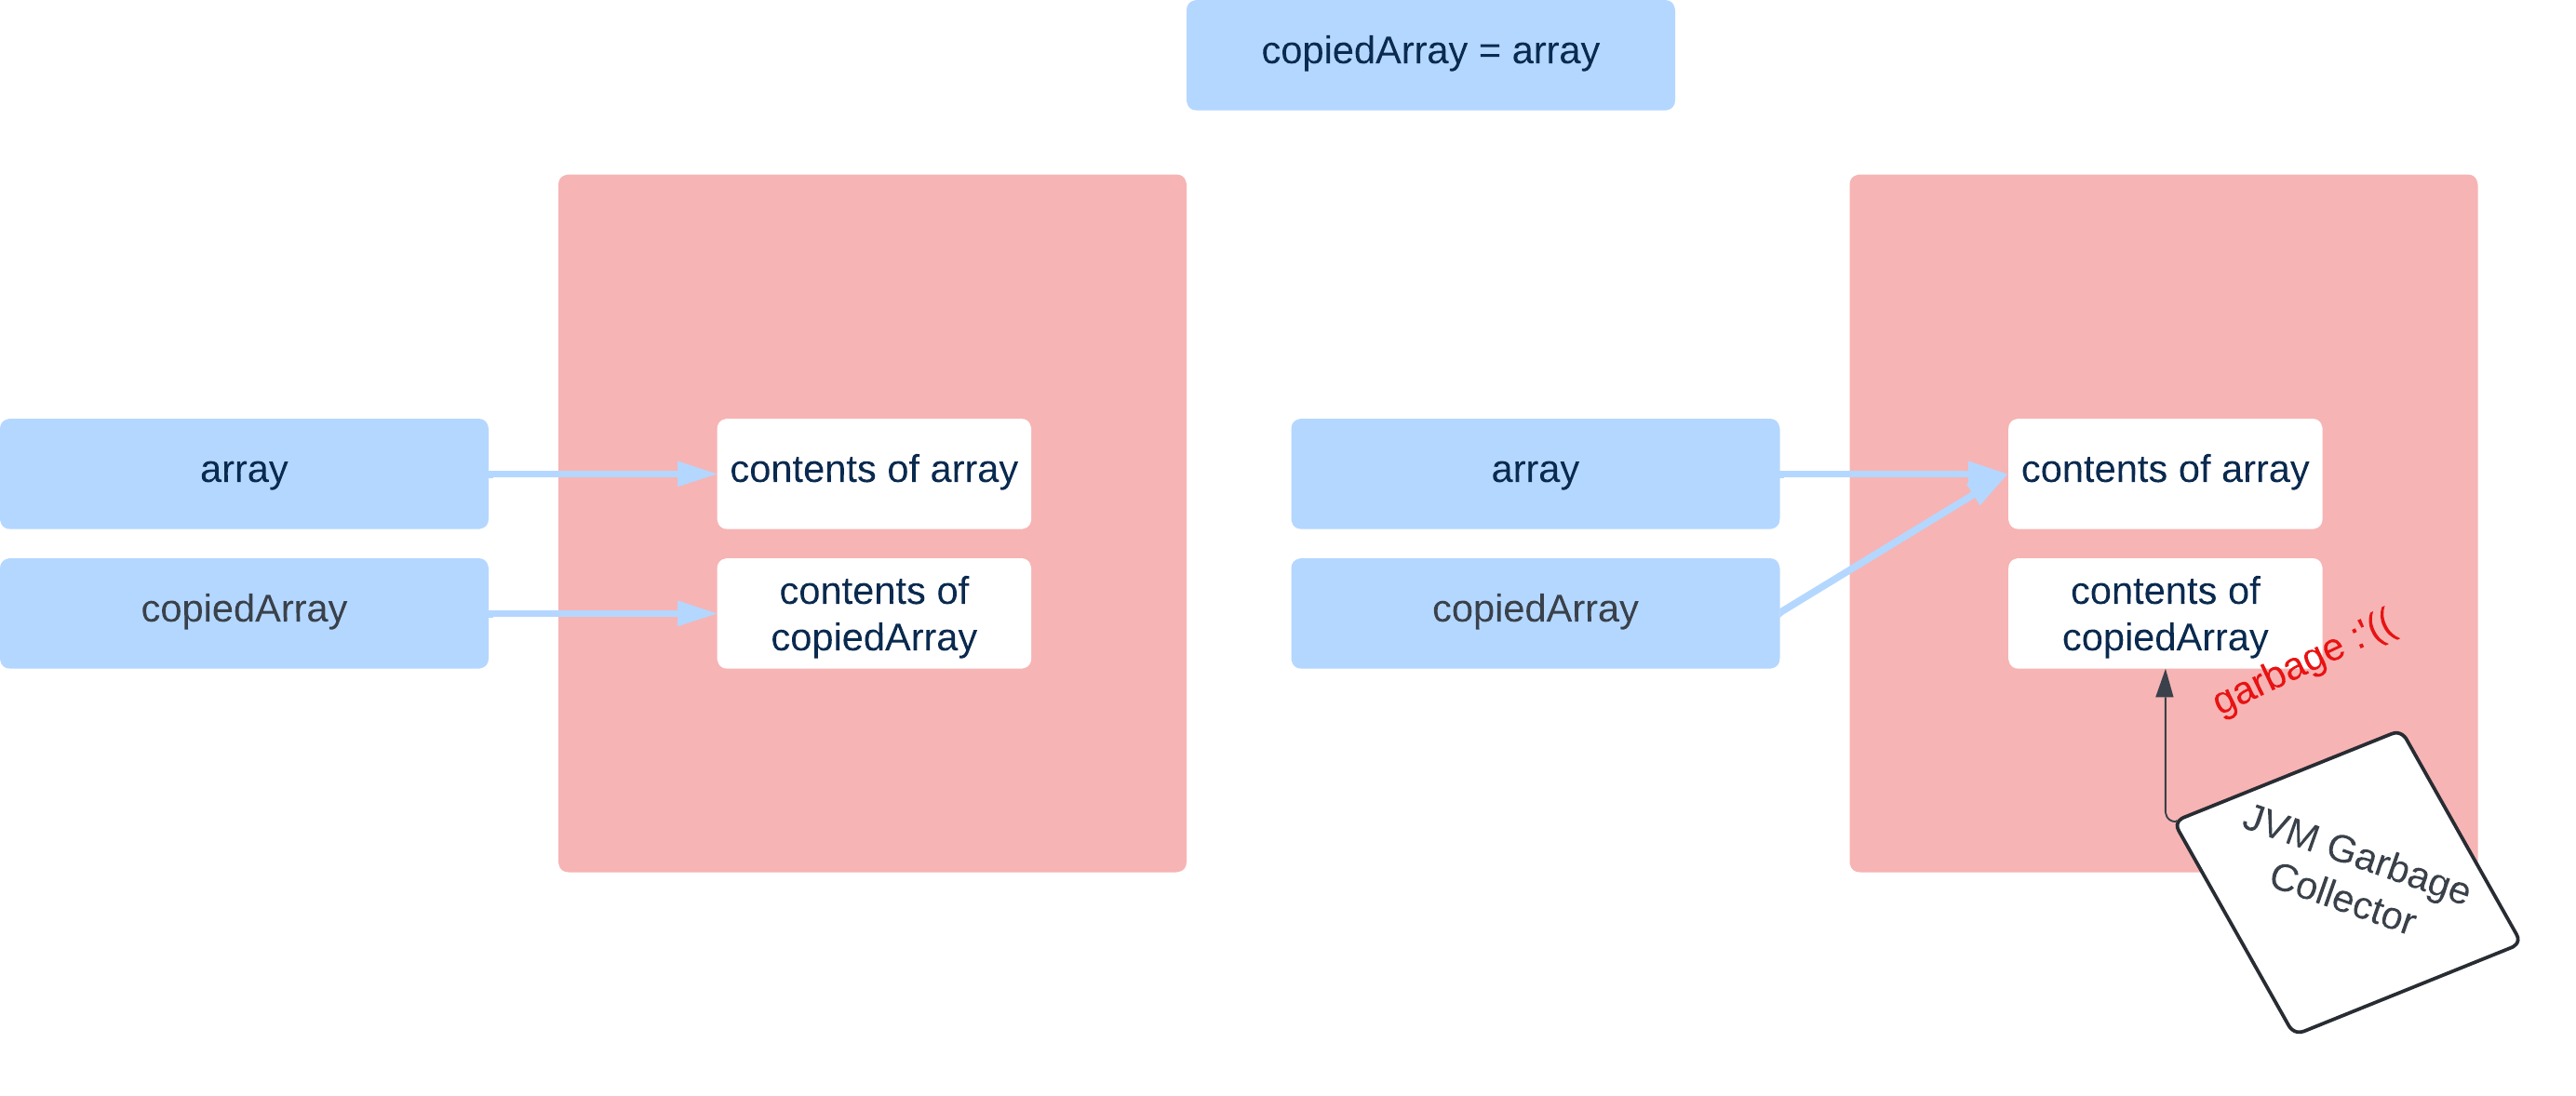 copiedArray = array
array
contents of array
copiedArray
contents of
copiedArray
array
contents of array
copiedArray
contents of
copiedArray
garbage :'((
JVM Garbage
Collector